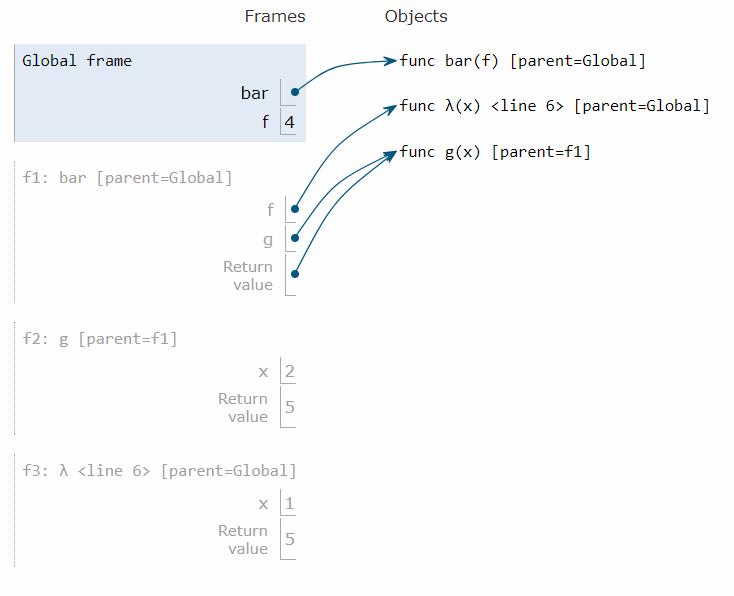 Frames Objects
Global frame
func bar(f) [parent=Global]
bar
func λ(x) <line 6> [parent=Global]
f 4
func g(x) [parent=f1]
f1: bar [parent=Global]
f
g
Return
value
f2: g [parent=f1]
x 2
Return
value 5
f3: λ <line 6> [parent=Global]
x 1
Return
value 5